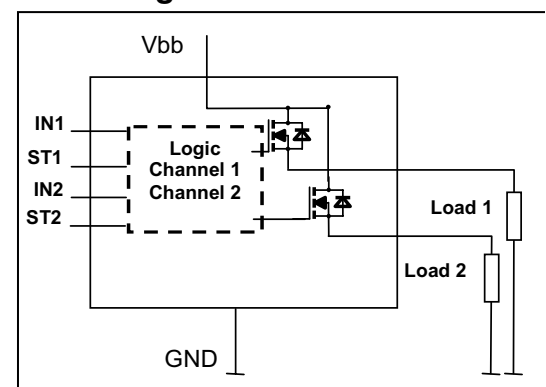 Vbb
IN1
ST1
IN2
ST2
Logic
Channel 1
Channel 2
Load 1
Load 2
GND